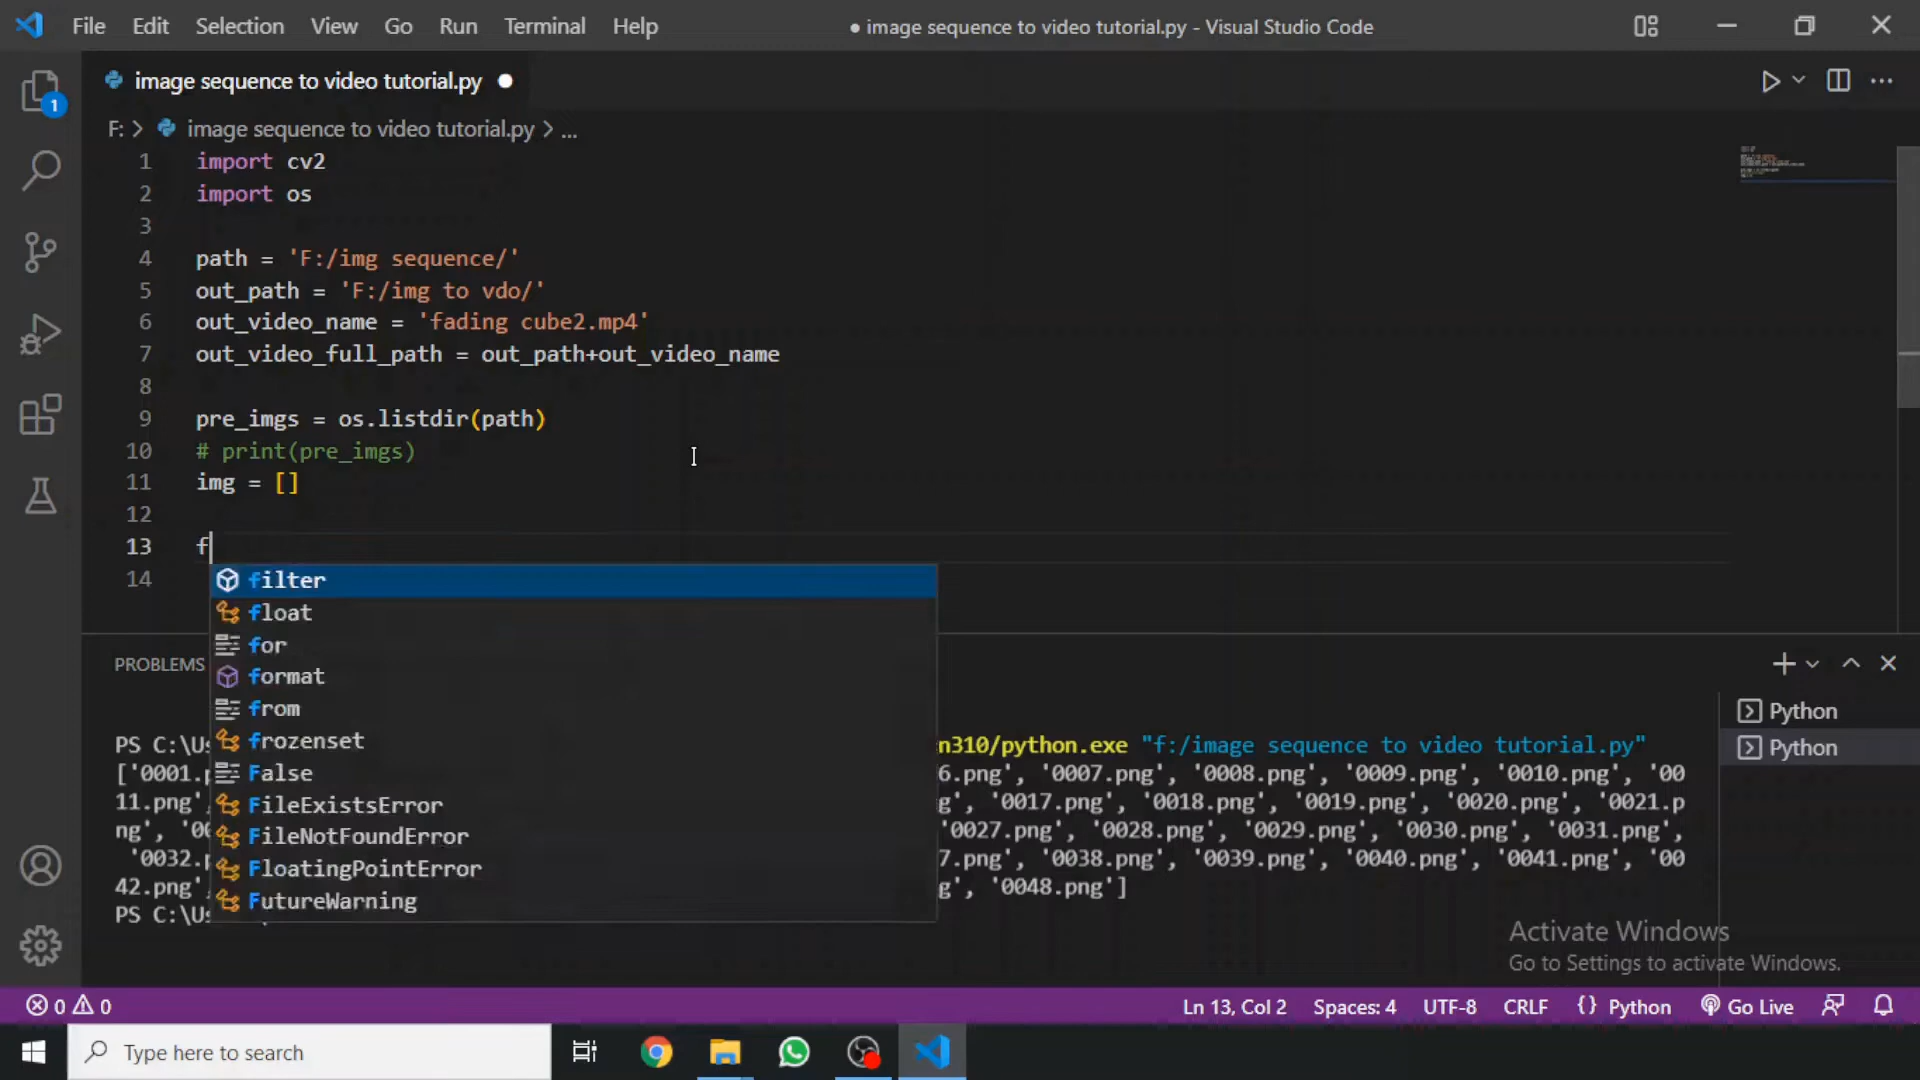 File Edit Selection View Go Run Terminal Help
● image sequence to video tutorial.py - Visual Studio Code
image sequence to video tutorial.py ●
1
F: > image sequence to video tutorial.py > ...
1 import cv2
2 import os
3
4 path = 'F:/img sequence/'
5 out_path = 'F:/img to vdo/'
6 out_video_name = 'fading cube2.mp4'
7 out_video_full_path = out_path+out_video_name
8
9 pre_imgs = os.listdir(path)
10 # print(pre_imgs)
11 img = []
12
13 f
14
filter
float
for
format
from
frozenset
False
FileExistsError
FileNotFoundError
FloatingPointError
FutureWarning
PROBLEMS
Python
Python
PS C:\Us n310/python.exe "f:/image sequence to video tutorial.py"
['0001.p 6.png', '0007.png', '0008.png', '0009.png', '0010.png', '00
11.png', g', '0017.png', '0018.png', '0019.png', '0020.png', '0021.p
ng', '00 '0027.png', '0028.png', '0029.png', '0030.png', '0031.png',
'0032.p 7.png', '0038.png', '0039.png', '0040.png', '0041.png', '00
42.png' g', '0048.png']
PS C:\Us
Activate Windows
Go to Settings to activate Windows.
0 0 Ln 13, Col 2 Spaces: 4 UTF-8 CRLF {} Python Go Live
Type here to search